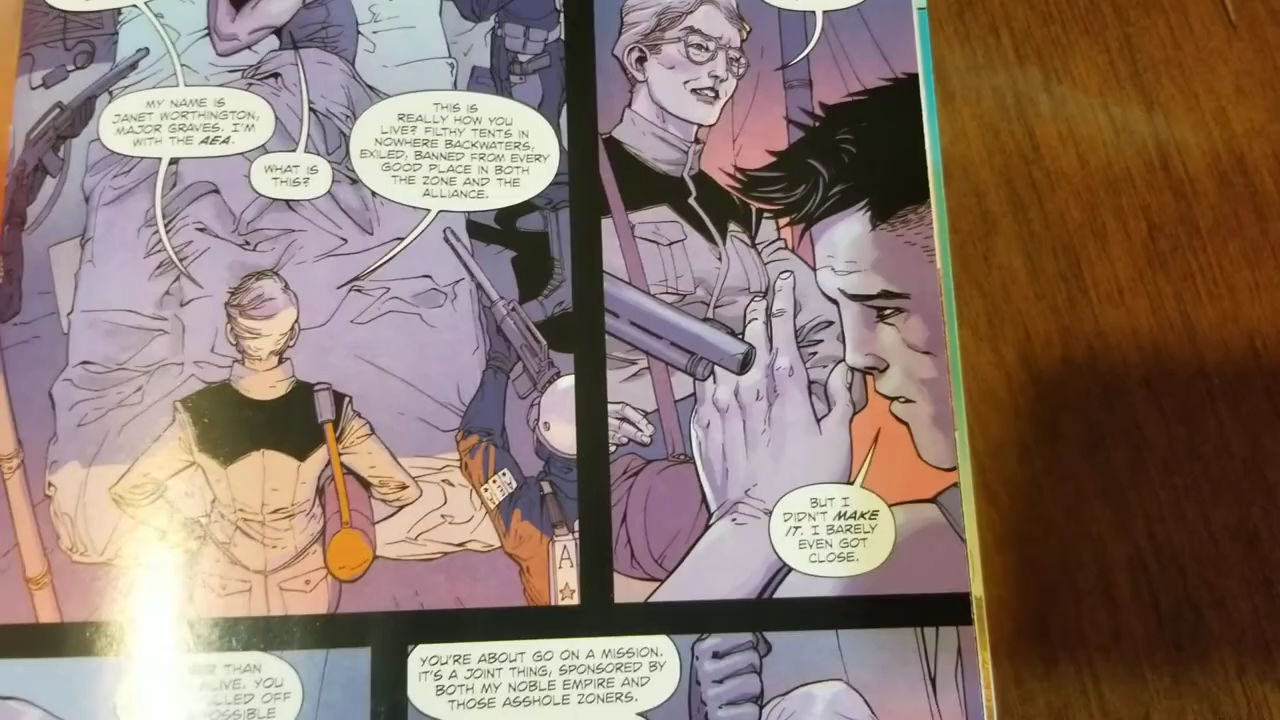 MY NAME IS
JANET WORTHINGTON,
MAJOR GRAVES. I'M
WITH THE AEA.
WHAT IS
THIS?
THIS IS
REALLY HOW YOU
LIVE? FILTHY TENTS IN
NOWHERE BACKWATERS,
EXILED, BANNED FROM EVERY
GOOD PLACE IN BOTH
THE ZONE AND THE
ALLIANCE.
A
BUT I
DIDN'T MAKE
IT. I BARELY
EVEN GOT
CLOSE.
THAN
ALIVE. YOU
OFF
YOU'RE ABOUT GO ON A MISSION.
IT'S A JOINT THING, SPONSORED BY
BOTH MY NOBLE EMPIRE AND
THOSE ASSHOLE ZONERS.